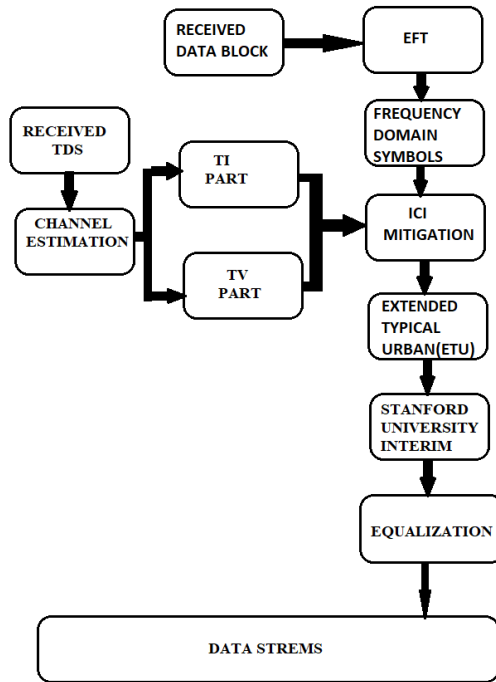 RECEIVED
DATA BLOCK
EFT
FREQUENCY
DOMAIN
SYMBOLS
RECEIVED
TDS
CHANNEL
ESTIMATION
TI
PART
TV
PART
ICI
MITIGATION
EXTENDED
TYPICAL
URBAN(ETU)
STANFORD
UNIVERSITY
INTERIM
EQUALIZATION
DATA STREMS